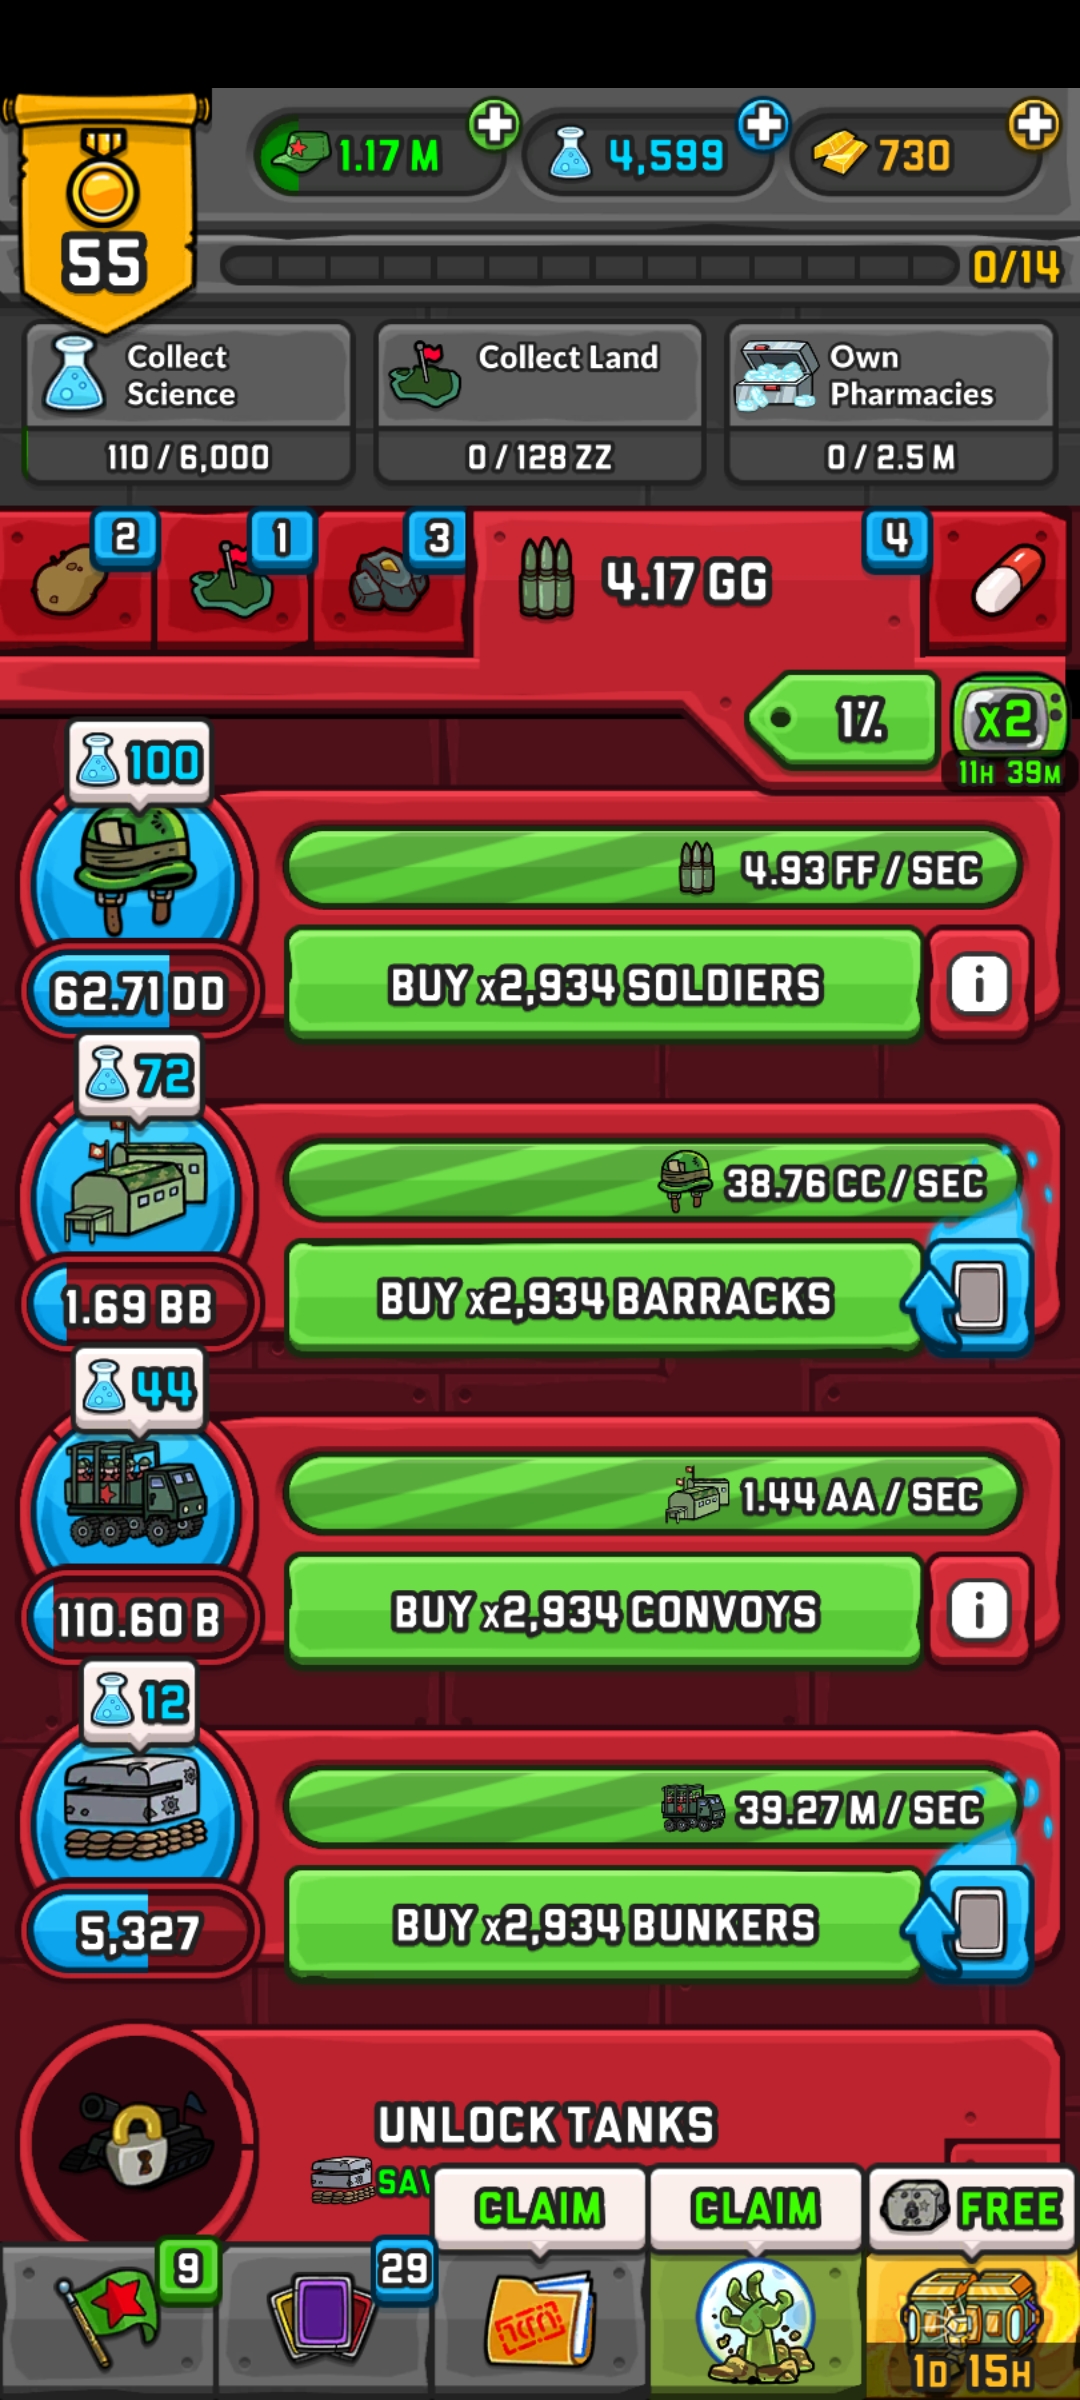 1.17 M
4,599
730
55
0/14
Collect
Science
110 / 6,000
Collect Land
0 / 128 ZZ
Own
Pharmacies
0 / 2.5 M
2
1
3
4.17 GG
4
1%
x2
11H 39M
100
4.93 FF / SEC
BUY x2,934 SOLDIERS
i
62.71 DD
72
38.76 CC / SEC
BUY x2,934 BARRACKS
1.69 BB
44
1.44 AA / SEC
BUY x2,934 CONVOYS
i
110.60 B
12
39.27 M / SEC
BUY x2,934 BUNKERS
5,327
UNLOCK TANKS
CLAIM
CLAIM
FREE
9
29
1D 15H